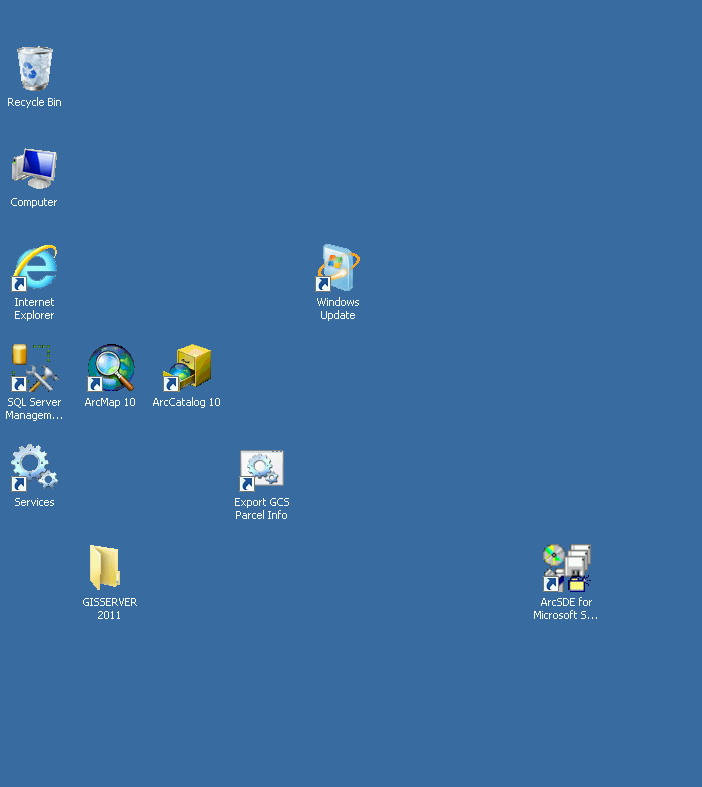 Recycle Bin
Computer
Internet
Explorer
Windows
Update
SQL Server
Managem...
ArcMap 10
ArcCatalog 10
Services
Export GCS
Parcel Info
GISSERVER
2011
ArcSDE for
Microsoft S...